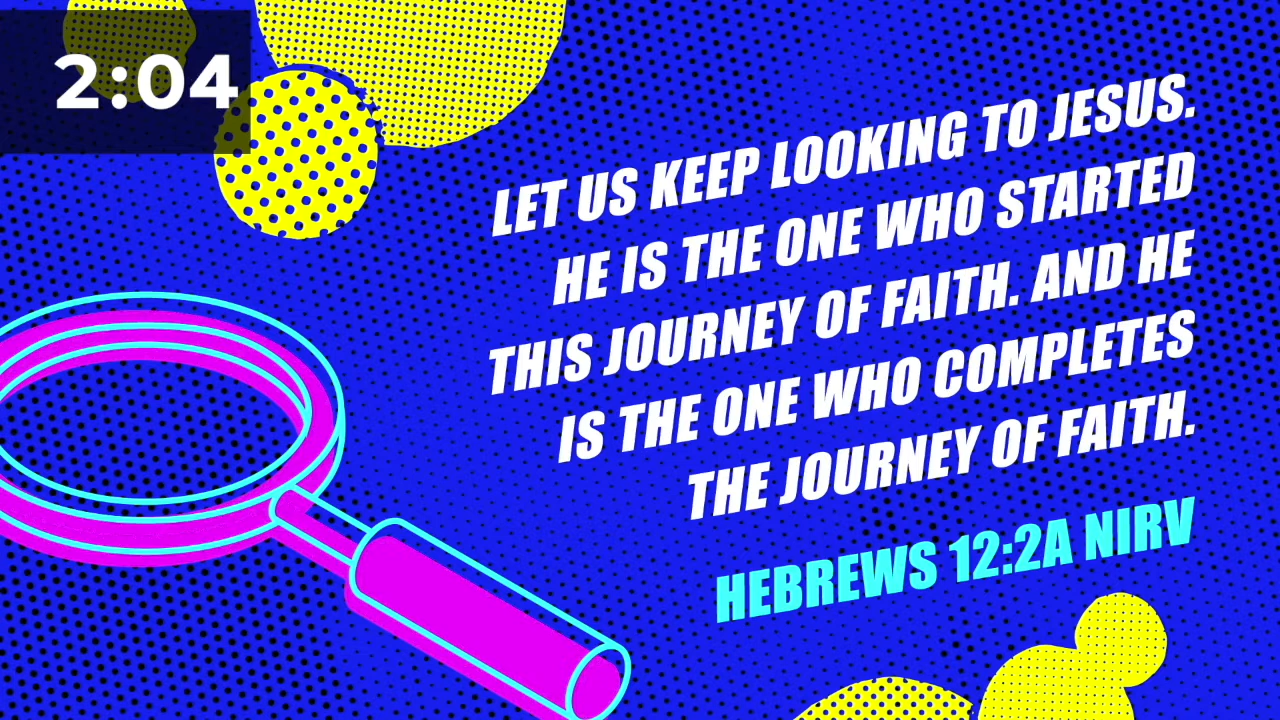 2:04
LET US KEEP LOOKING TO JESUS.
HE IS THE ONE WHO STARTED
THIS JOURNEY OF FAITH. AND HE
IS THE ONE WHO COMPLETES
THE JOURNEY OF FAITH.
HEBREWS 12:2A NIRV